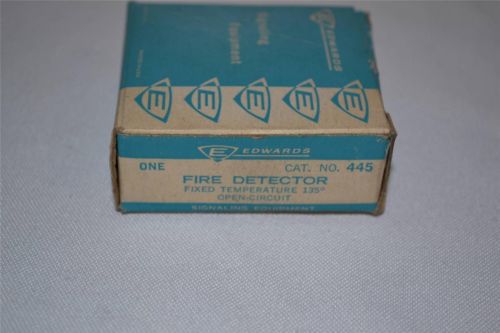 EDWARDS
Signaling
Equipment
E E E E E
E EDWARDS
ONE CAT. NO. 445
FIRE DETECTOR
FIXED TEMPERATURE 135°
OPEN-CIRCUIT
SIGNALING EQUIPMENT